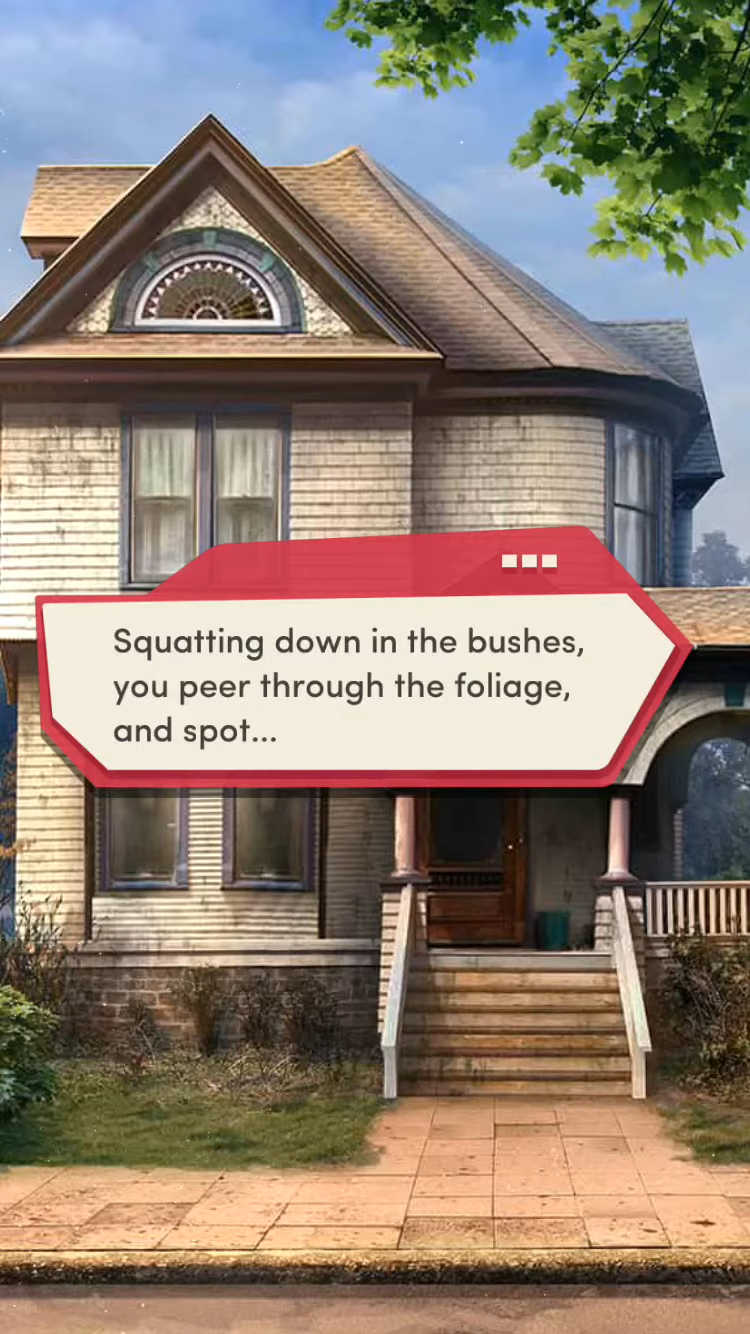 Squatting down in the bushes,
you peer through the foliage,
and spot...